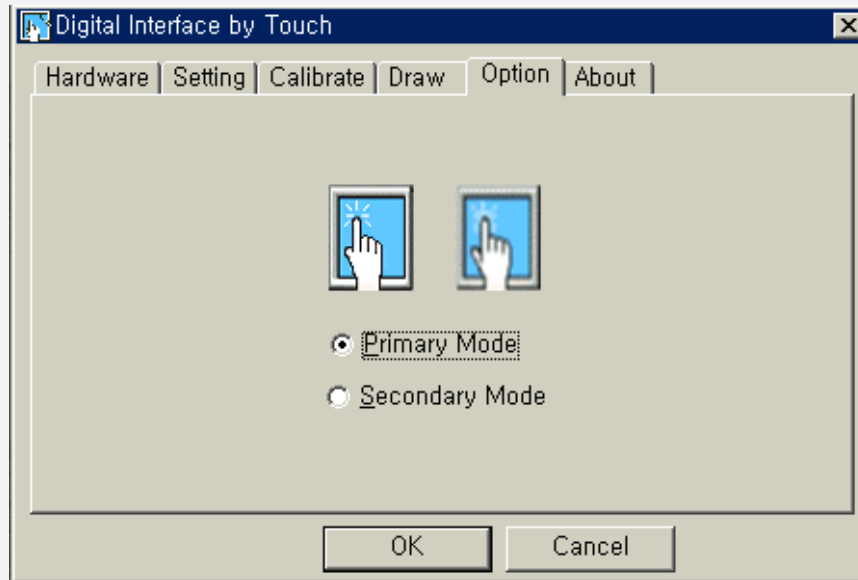 Digital Interface by Touch
Hardware Setting Calibrate Draw Option About
Primary Mode
Secondary Mode
OK Cancel